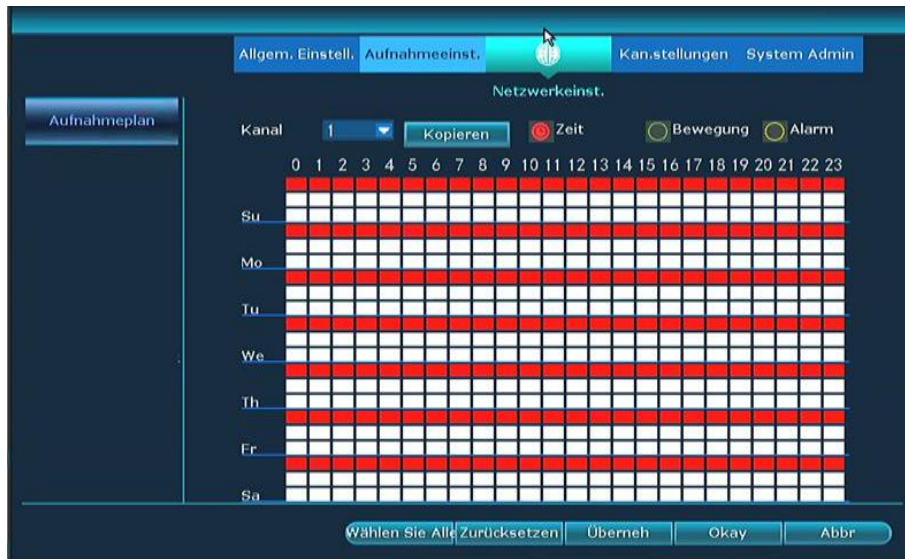 Allgem. Einstell. Aufnahmeeinst. Kan.stellungen System Admin
Netzwerkeinst.
Aufnahmeplan
Kanal 1 Kopieren Zeit Bewegung Alarm
0 1 2 3 4 5 6 7 8 9 10 11 12 13 14 15 16 17 18 19 20 21 22 23
Su
Mo
Tu
We
Th
Fr
Sa
Wählen Sie Alle Zurücksetzen Überneh Okay Abbr